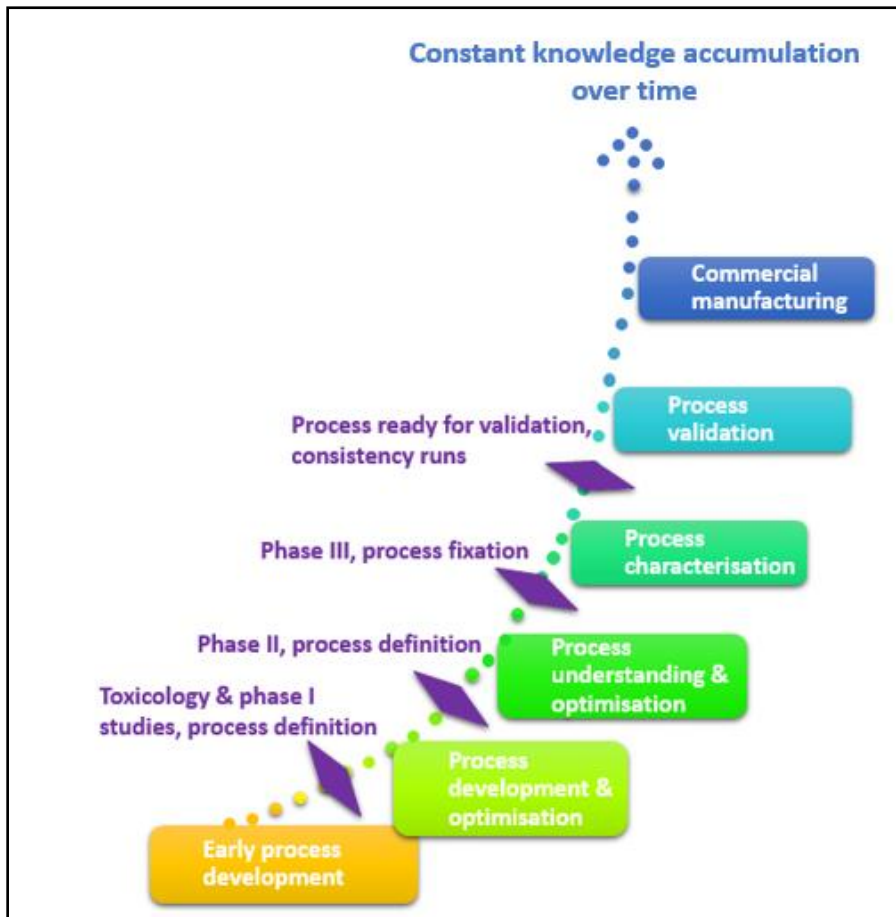 Constant knowledge accumulation
over time
Commercial
manufacturing
Process
validation
Process ready for validation,
consistency runs
Process
characterisation
Phase III, process fixation
Process
understanding &
optimisation
Phase II, process definition
Toxicology & phase I
studies, process definition
Process
development &
optimisation
Early process
development